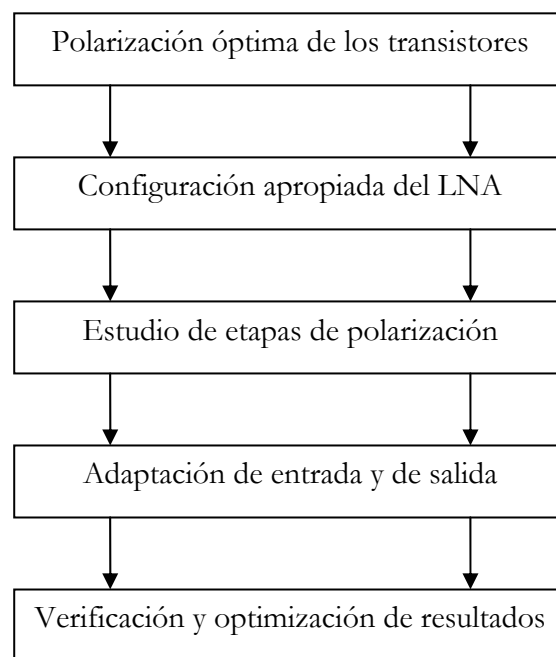 Polarización óptima de los transistores
Configuración apropiada del LNA
Estudio de etapas de polarización
Adaptación de entrada y de salida
Verificación y optimización de resultados